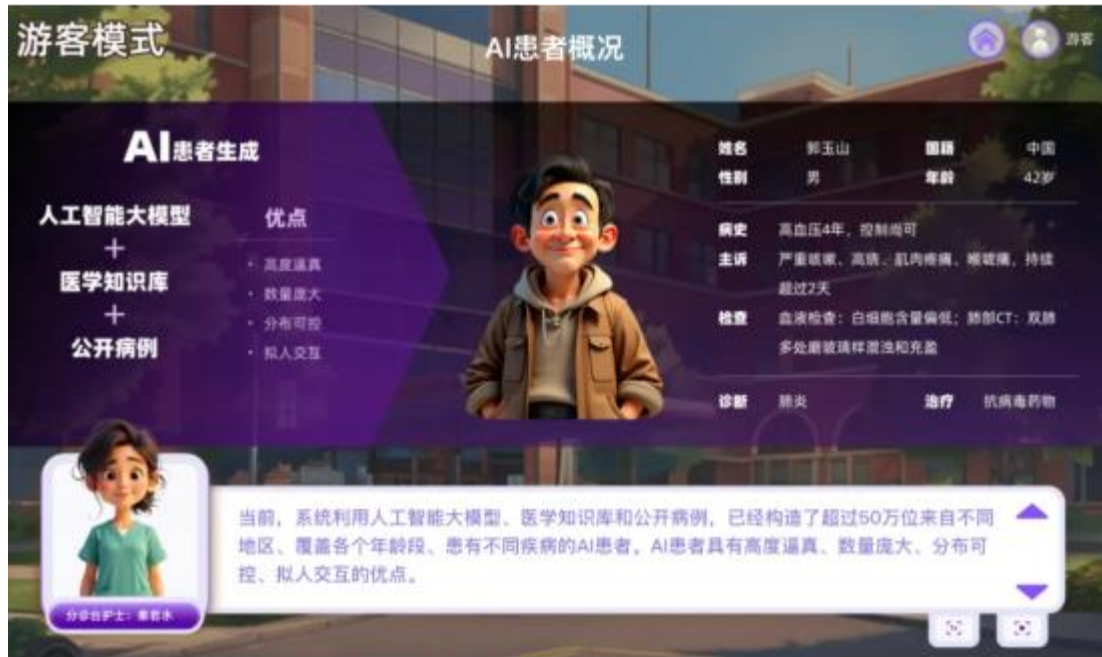 游客模式
AI患者概况
游客
AI患者生成
人工智能大模型
+
医学知识库
+
公开病例
优点
• 高度逼真
• 数量庞大
• 分布可控
• 拟人交互
姓名 郭玉山 国籍 中国
性别 男 年龄 42岁
病史 高血压4年，控制尚可
主诉 严重咳嗽、高烧、肌肉疼痛、喉咙痛，持续
超过2天
检查 血液检查：白细胞含量偏低；肺部CT：双肺
多处磨玻璃样混浊和充盈
诊断 肺炎 治疗 抗病毒药物
当前，系统利用人工智能大模型、医学知识库和公开病例，已经构造了超过50万位来自不同
地区、覆盖各个年龄段、患有不同疾病的AI患者。AI患者具有高度逼真、数量庞大、分布可
控、拟人交互的优点。
分诊台护士：